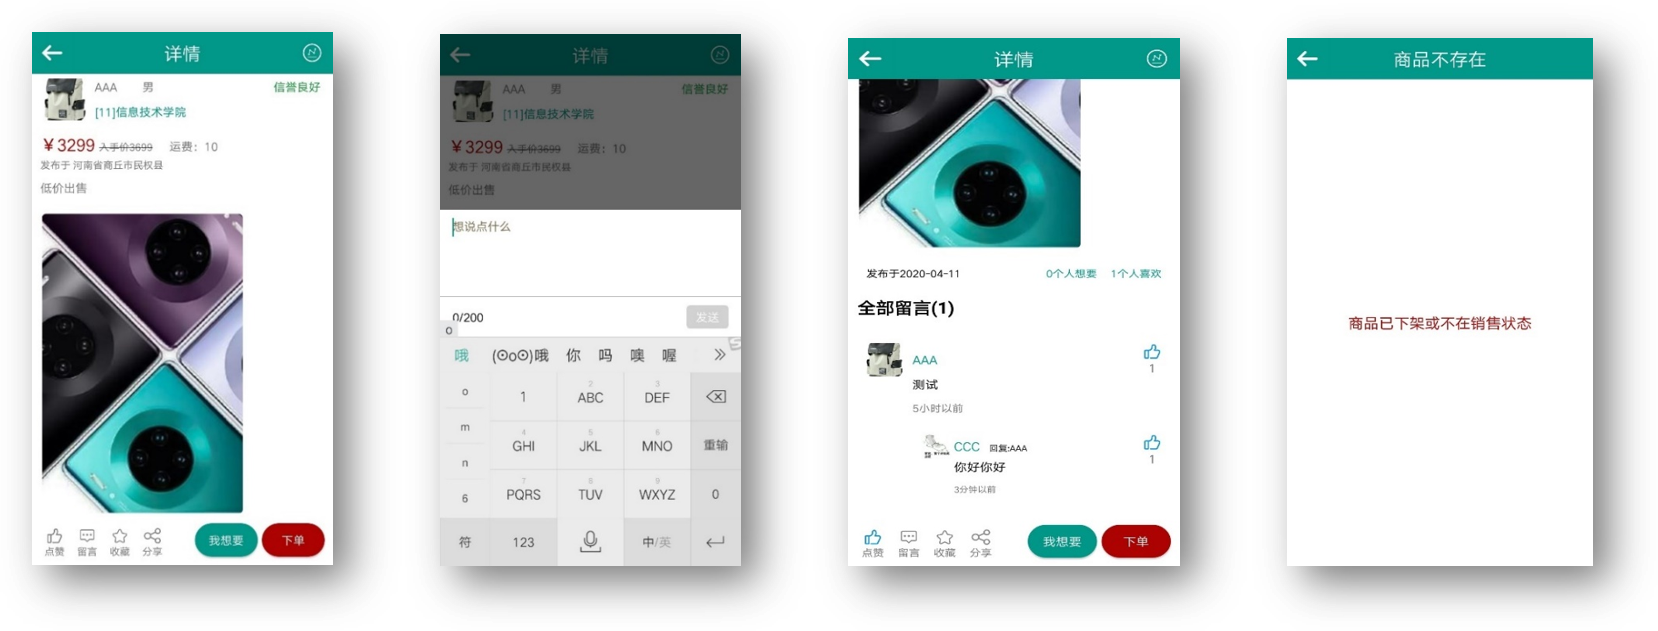 详情
AAA 男 信誉良好
[11]信息技术学院
¥3299 入手价3699 运费：10
发布于 河南省商丘市民权县
低价出售
点赞 留言 收藏 分享 我想要 下单
详情
AAA 男 信誉良好
[11]信息技术学院
¥3299 入手价3699 运费：10
发布于 河南省商丘市民权县
低价出售
想说点什么
0/200 发送
o
哦 (⊙o⊙)哦 你 吗 噢 喔
o 1 2 ABC 3 DEF
m
4 GHI 5 JKL 6 MNO 重输
n
6 7 PQRS 8 TUV 9 WXYZ 0
符 123 中/英
详情
发布于2020-04-11 0个人想要 1个人喜欢
全部留言(1)
AAA
1
测试
5小时以前
CCC 回复:AAA
1
你好你好
3分钟以前
点赞 留言 收藏 分享 我想要 下单
商品不存在
商品已下架或不在销售状态